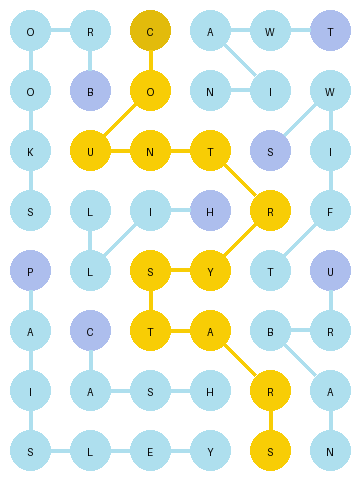 O R C A W T
O B O N I W
K U N T S I
S L I H R F
P L S Y T U
A C T A B R
I A S H R A
S L E Y S N